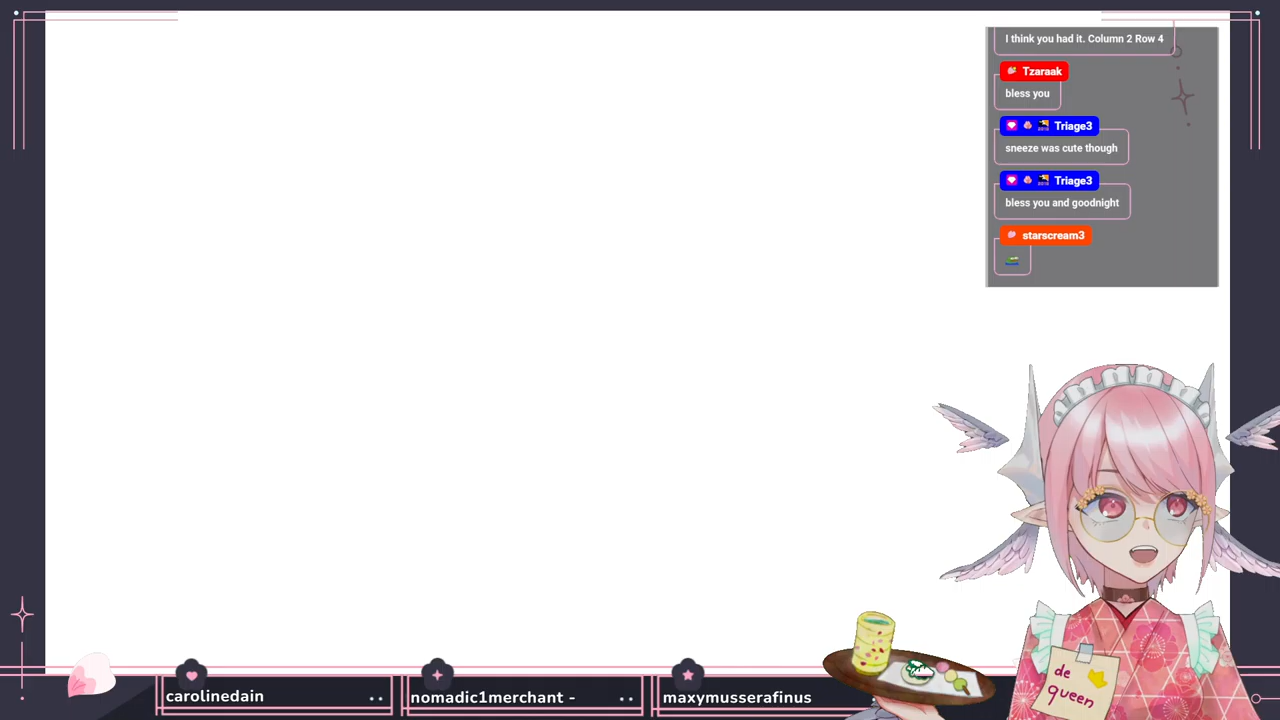 I think you had it. Column 2 Row 4
Tzaraak
bless you
Triage3
sneeze was cute though
Triage3
bless you and goodnight
starscream3
de
queen
carolinedain
nomadic1merchant -
maxymusserafinus